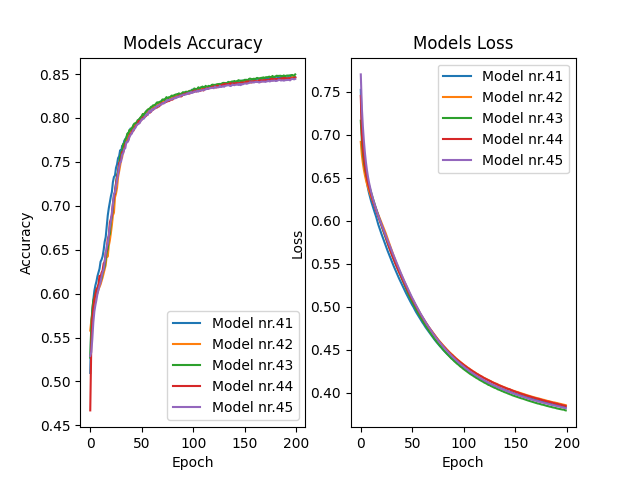 Models Accuracy
Accuracy
0.85
0.80
0.75
0.70
0.65
0.60
0.55
0.50
0.45
0
50
100
150
200
Epoch
Model nr.41
Model nr.42
Model nr.43
Model nr.44
Model nr.45
Models Loss
Loss
0.75
0.70
0.65
0.60
0.55
0.50
0.45
0.40
0
50
100
150
200
Epoch
Model nr.41
Model nr.42
Model nr.43
Model nr.44
Model nr.45